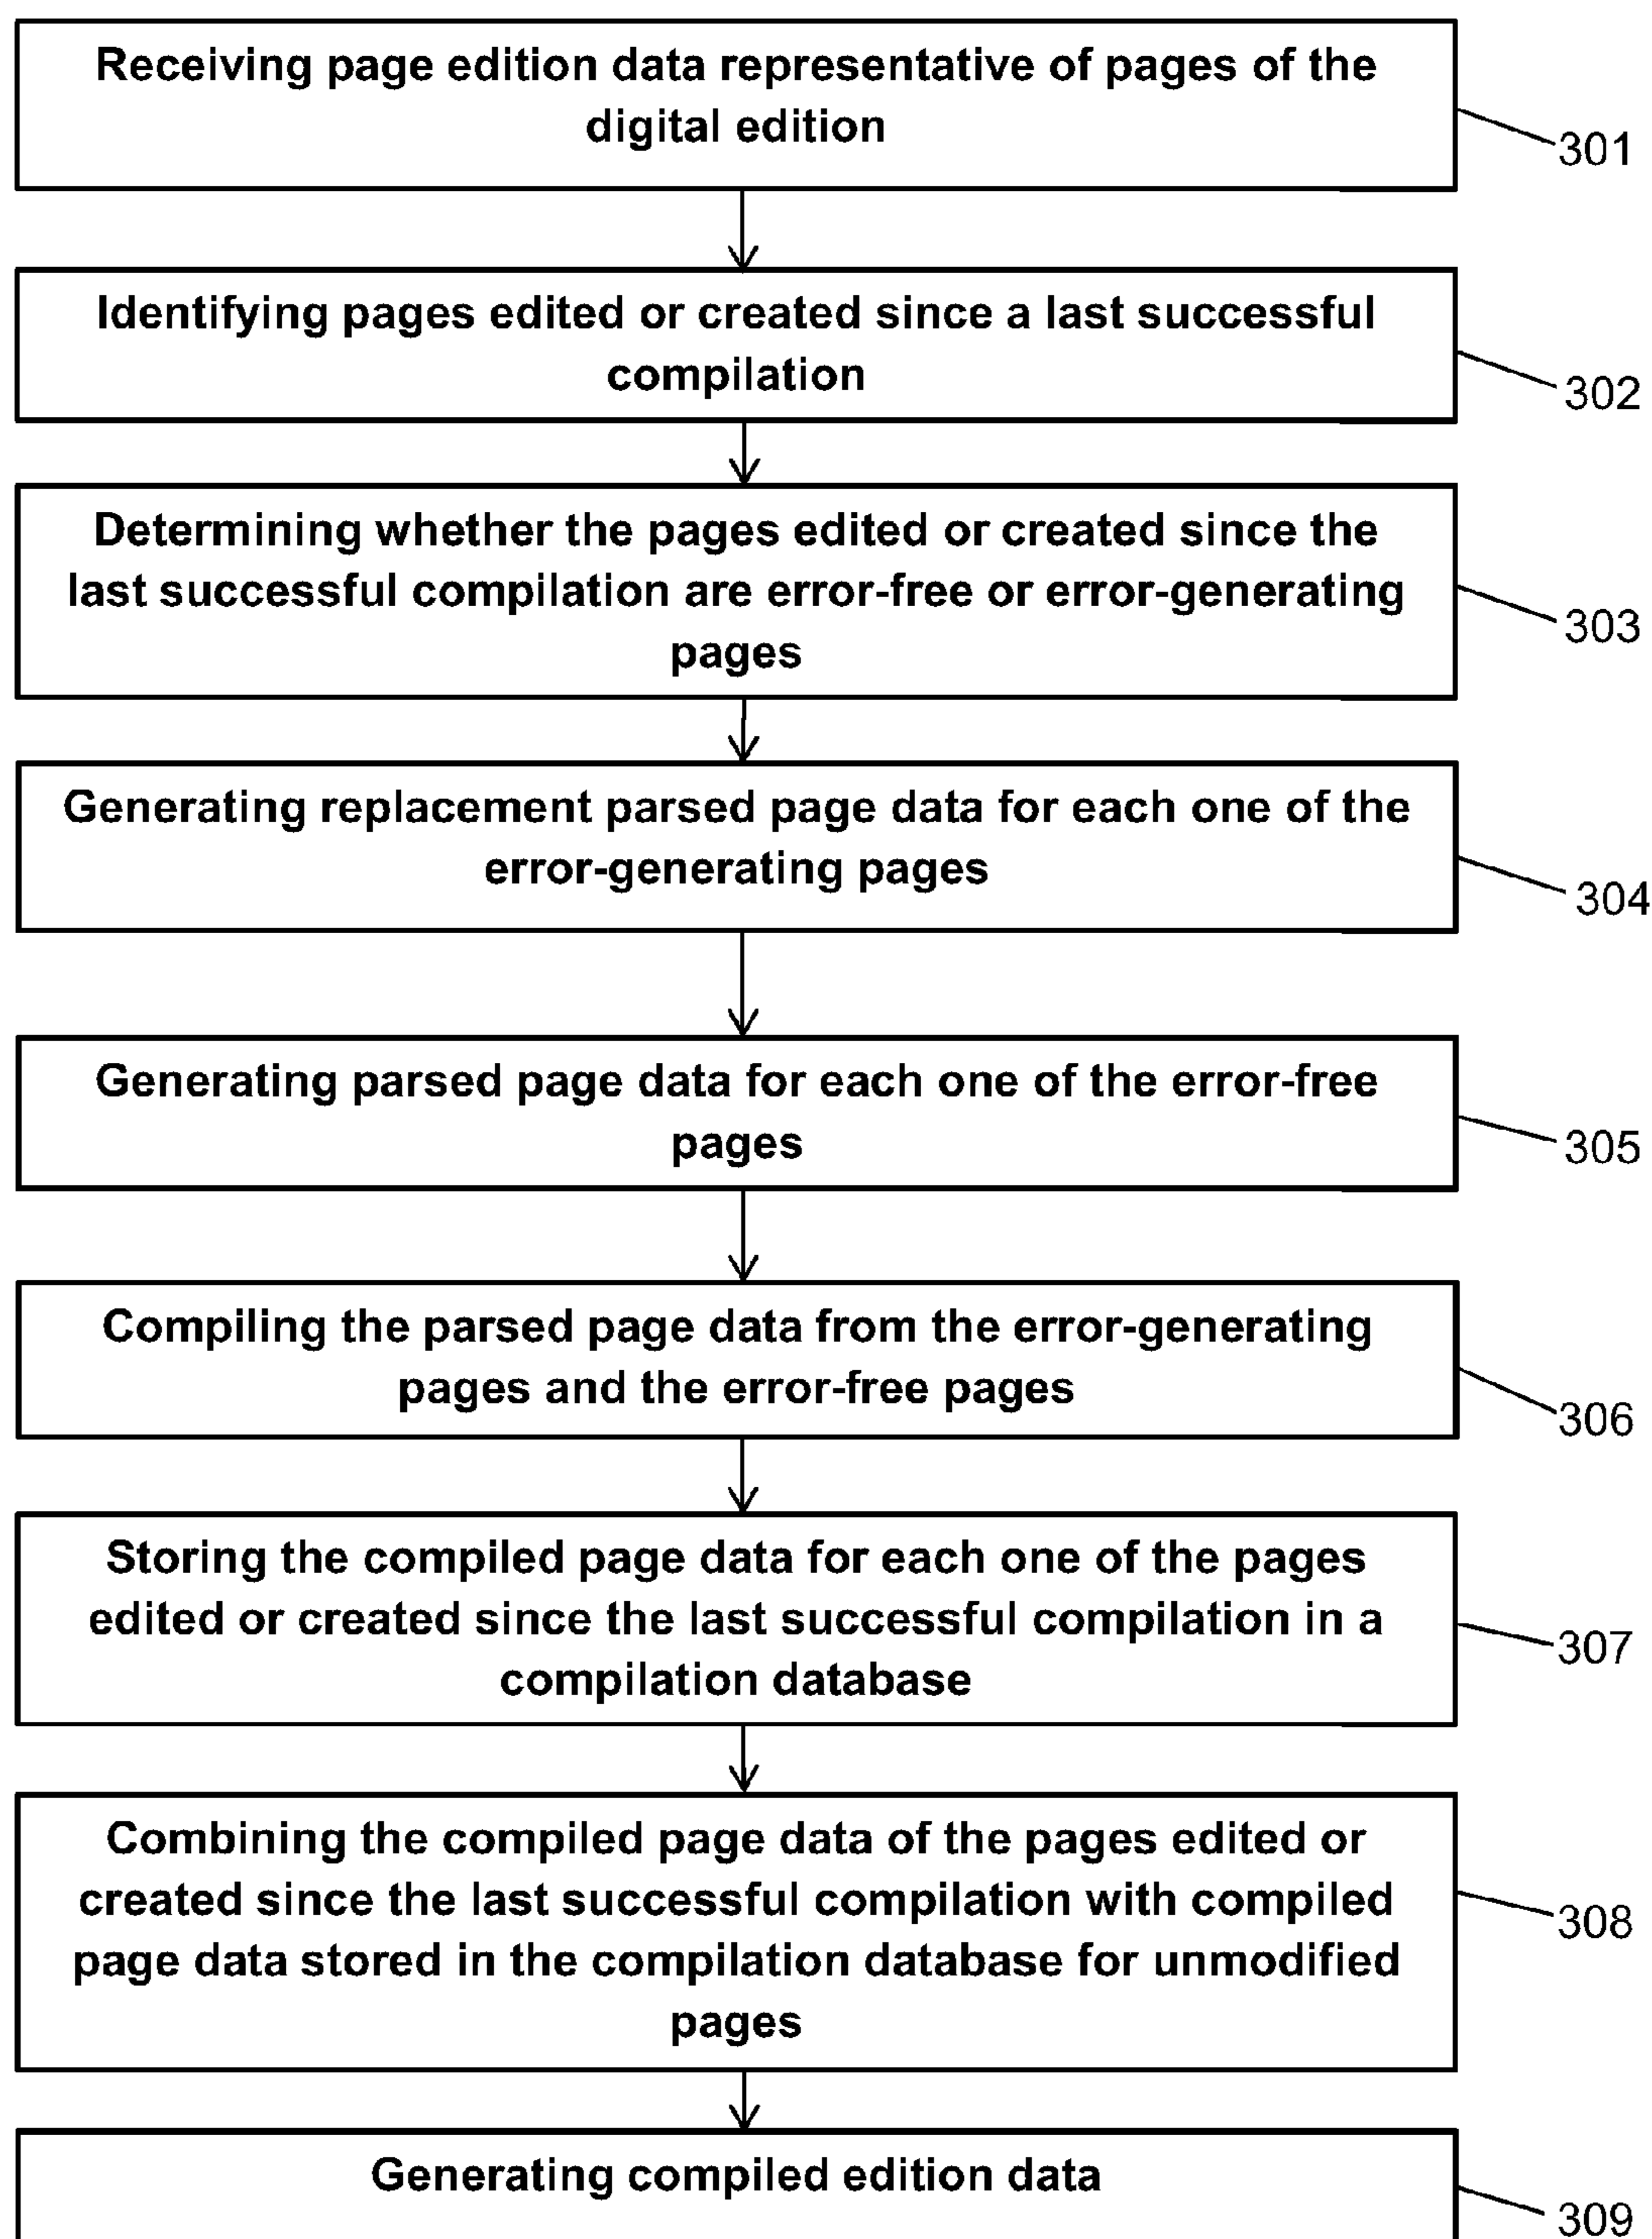 Receiving page edition data representative of pages of the
digital edition
301
Identifying pages edited or created since a last successful
compilation
302
Determining whether the pages edited or created since the
last successful compilation are error-free or error-generating
pages
303
Generating replacement parsed page data for each one of the
error-generating pages
304
Generating parsed page data for each one of the error-free
pages
305
Compiling the parsed page data from the error-generating
pages and the error-free pages
306
Storing the compiled page data for each one of the pages
edited or created since the last successful compilation in a
compilation database
307
Combining the compiled page data of the pages edited or
created since the last successful compilation with compiled
page data stored in the compilation database for unmodified
pages
308
Generating compiled edition data
309